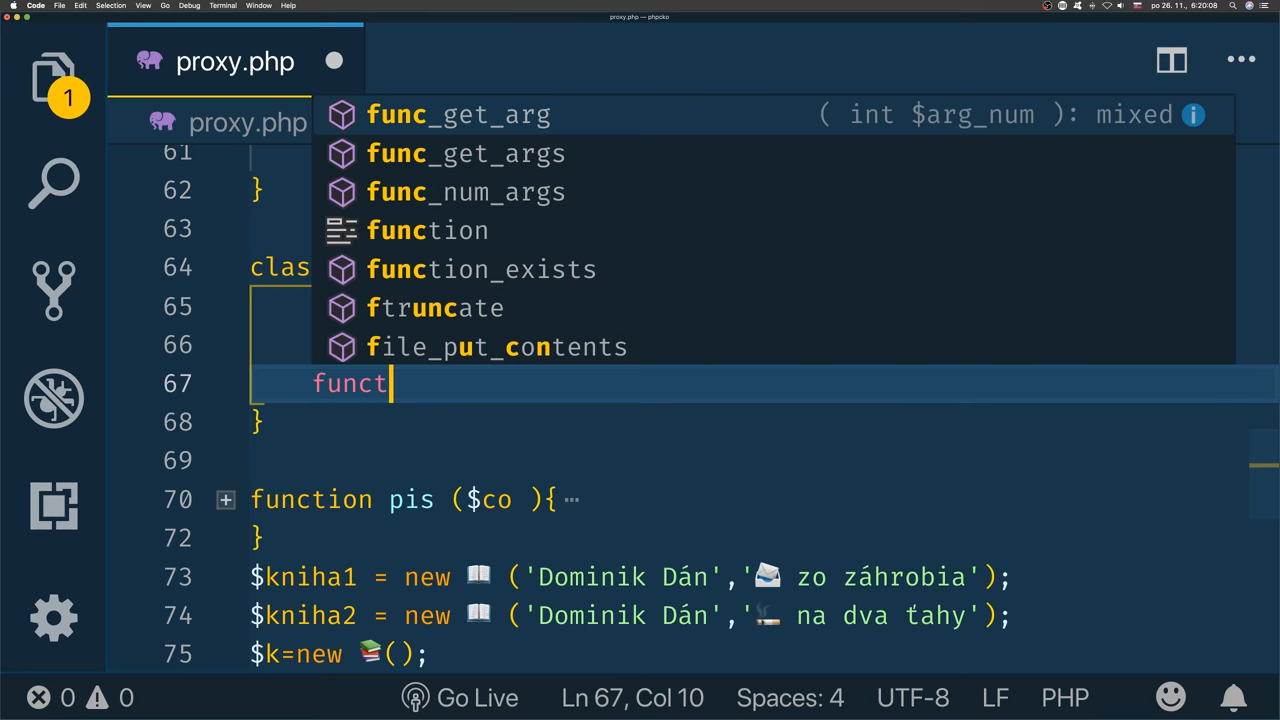 Code File Edit Selection View Go Debug Terminal Window Help
po 26. 11., 6:20:08
proxy.php — phpcko
proxy.php
1
proxy.php
func_get_arg ( int $arg_num ): mixed
func_get_args
func_num_args
function
function_exists
ftruncate
file_put_contents
61
62 }
63
64 clas
65
66
67 funct
68 }
69
70 function pis ($co ){
72 }
73 $kniha1 = new 📖 ('Dominik Dán','📨 zo záhrobia');
74 $kniha2 = new 📖 ('Dominik Dán','🚬 na dva ťahy');
75 $k=new 📚();
0 0 Go Live Ln 67, Col 10 Spaces: 4 UTF-8 LF PHP